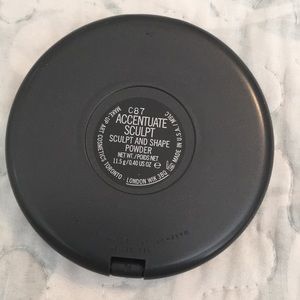 C87
ACCENTUATE
SCULPT
SCULPT AND SHAPE
POWDER
NET WT. / POIDS NET
11.5 g / 0.40 US OZ ℮
MAKE-UP ART COSMETICS TORONTO - LONDON W1K 3BQ
MADE IN U.S.A.